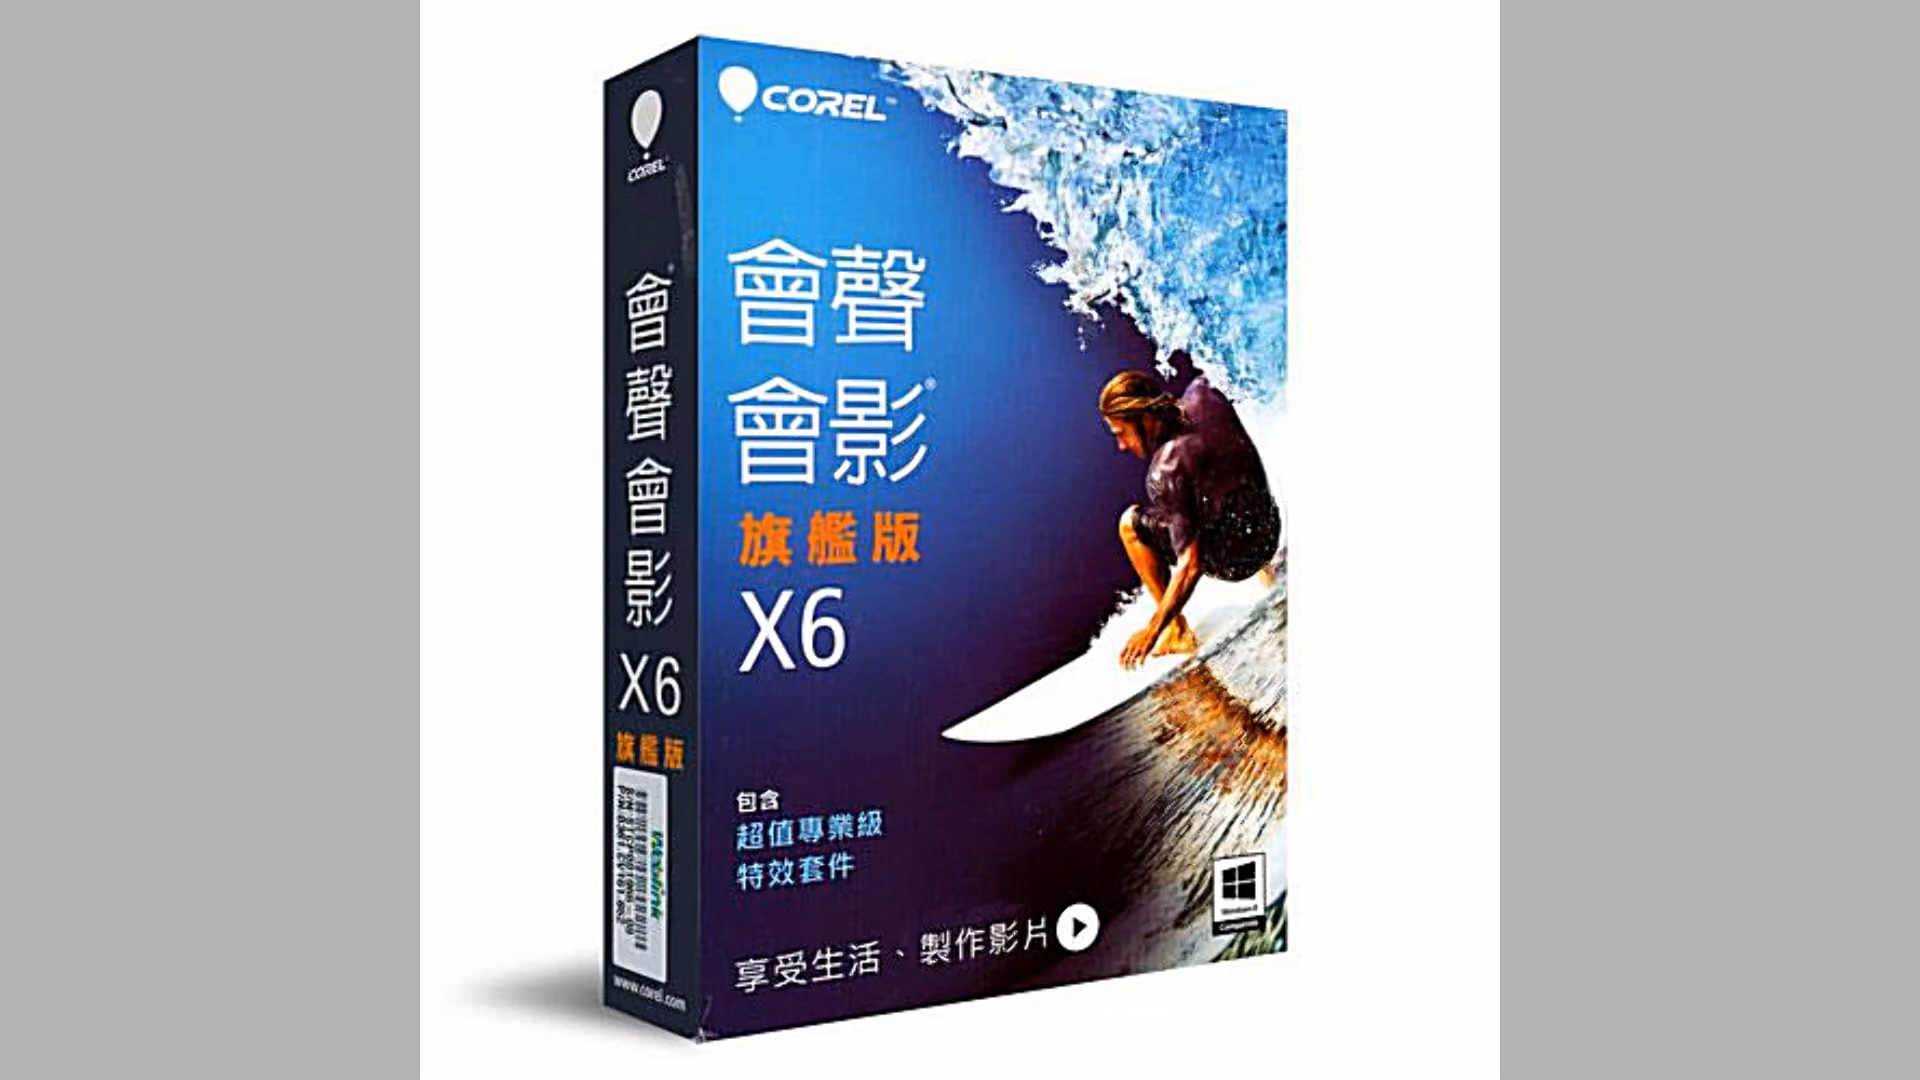 COREL
會聲會影
X6
旗艦版
www.corel.com
COREL™
會聲
會影®
旗艦版
X6
包含
超值專業級
特效套件
享受生活、製作影片